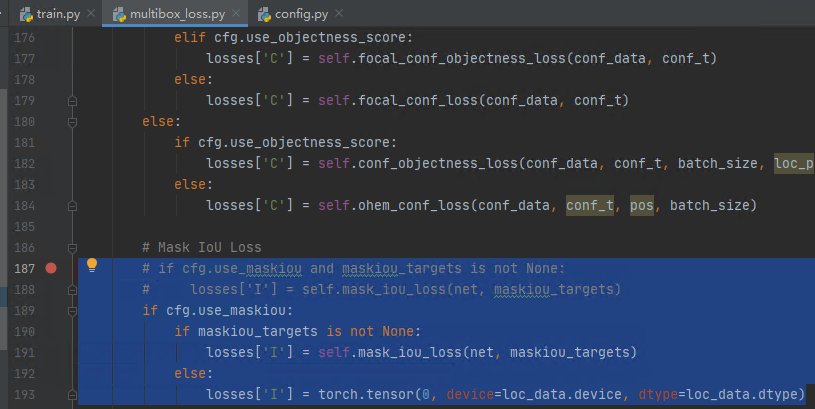 train.py multibox_loss.py config.py
176 elif cfg.use_objectness_score:
177 losses['C'] = self.focal_conf_objectness_loss(conf_data, conf_t)
178 else:
179 losses['C'] = self.focal_conf_loss(conf_data, conf_t)
180 else:
181 if cfg.use_objectness_score:
182 losses['C'] = self.conf_objectness_loss(conf_data, conf_t, batch_size, loc_p
183 else:
184 losses['C'] = self.ohem_conf_loss(conf_data, conf_t, pos, batch_size)
185
186 # Mask IoU Loss
187 # if cfg.use_maskiou and maskiou_targets is not None:
188 #     losses['I'] = self.mask_iou_loss(net, maskiou_targets)
189 if cfg.use_maskiou:
190 if maskiou_targets is not None:
191 losses['I'] = self.mask_iou_loss(net, maskiou_targets)
192 else:
193 losses['I'] = torch.tensor(0, device=loc_data.device, dtype=loc_data.dtype)